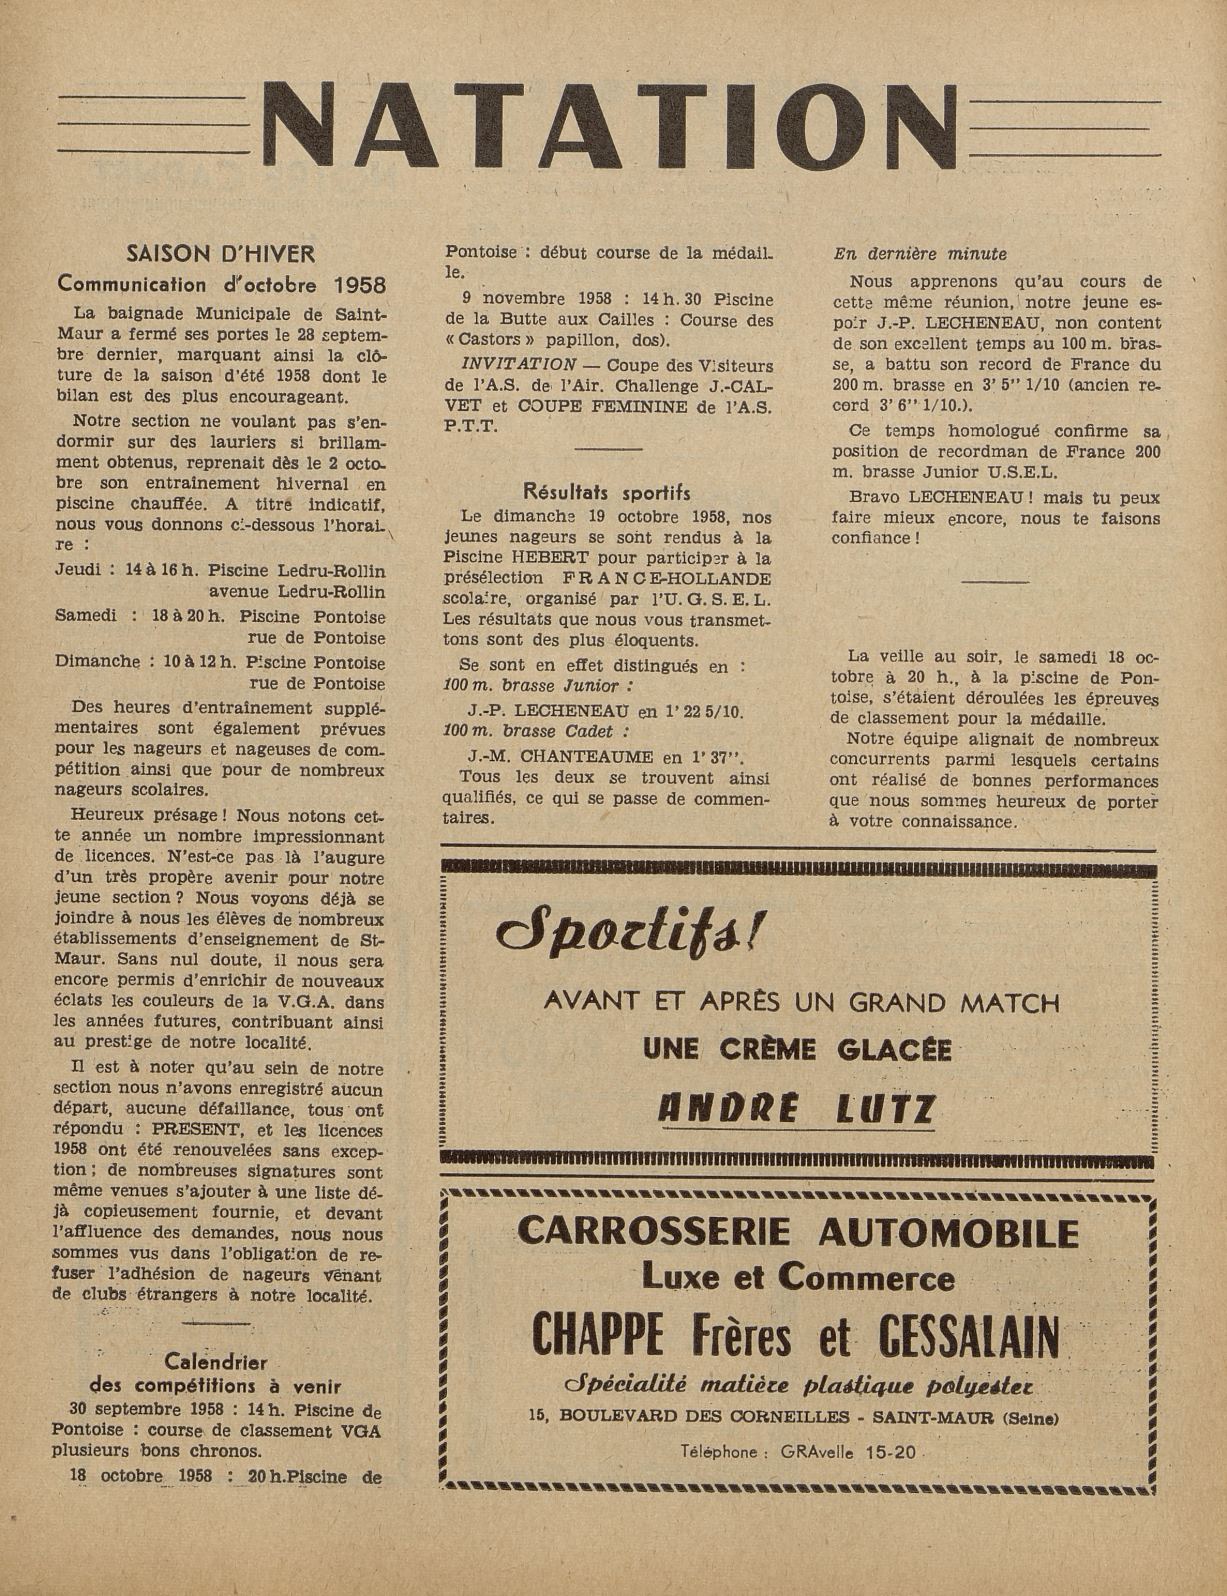 NATATION
SAISON D'HIVER
Communication d'octobre 1958
La baignade Municipale de Saint-
Maur a fermé ses portes le 28 septem-
bre dernier, marquant ainsi la clô-
ture de la saison d'été 1958 dont le
bilan est des plus encourageant.
Notre section ne voulant pas s'en-
dormir sur des lauriers si brillam-
ment obtenus, reprenait dès le 2 octo-
bre son entraînement hivernal en
piscine chauffée. A titre indicatif,
nous vous donnons ci-dessous l'horai-
re :
Jeudi : 14 à 16 h. Piscine Ledru-Rollin
avenue Ledru-Rollin
Samedi : 18 à 20 h. Piscine Pontoise
rue de Pontoise
Dimanche : 10 à 12 h. Piscine Pontoise
rue de Pontoise
Des heures d'entraînement supplé-
mentaires sont également prévues
pour les nageurs et nageuses de com-
pétition ainsi que pour de nombreux
nageurs scolaires.
Heureux présage ! Nous notons cet-
te année un nombre impressionnant
de licences. N'est-ce pas là l'augure
d'un très propère avenir pour notre
jeune section ? Nous voyons déjà se
joindre à nous les élèves de nombreux
établissements d'enseignement de St-
Maur. Sans nul doute, il nous sera
encore permis d'enrichir de nouveaux
éclats les couleurs de la V.G.A. dans
les années futures, contribuant ainsi
au prestige de notre localité.
Il est à noter qu'au sein de notre
section nous n'avons enregistré aucun
départ, aucune défaillance, tous ont
répondu : PRESENT, et les licences
1958 ont été renouvelées sans excep-
tion ; de nombreuses signatures sont
même venues s'ajouter à une liste dé-
jà copieusement fournie, et devant
l'affluence des demandes, nous nous
sommes vus dans l'obligation de re-
fuser l'adhésion de nageurs venant
de clubs étrangers à notre localité.
Calendrier
des compétitions à venir
30 septembre 1958 : 14 h. Piscine de
Pontoise : course de classement VGA
plusieurs bons chronos.
18 octobre 1958 : 20 h. Piscine de
Pontoise : début course de la médail-
le.
9 novembre 1958 : 14 h. 30 Piscine
de la Butte aux Cailles : Course des
« Castors » papillon, dos).
INVITATION — Coupe des Visiteurs
de l'A.S. de l'Air. Challenge J.-CAL-
VET et COUPE FEMININE de l'A.S.
P.T.T.
Résultats sportifs
Le dimanche 19 octobre 1958, nos
jeunes nageurs se sont rendus à la
Piscine HEBERT pour participer à la
présélection FRANCE-HOLLANDE
scolaire, organisé par l'U. G. S. E. L.
Les résultats que nous vous transmet-
tons sont des plus éloquents.
Se sont en effet distingués en :
100 m. brasse Junior :
J.-P. LECHENEAU en 1' 22 5/10.
100 m. brasse Cadet :
J.-M. CHANTEAUME en 1' 37''.
Tous les deux se trouvent ainsi
qualifiés, ce qui se passe de commen-
taires.
En dernière minute
Nous apprenons qu'au cours de
cette même réunion, notre jeune es-
poir J.-P. LECHENEAU, non content
de son excellent temps au 100 m. bras-
se, a battu son record de France du
200 m. brasse en 3' 5'' 1/10 (ancien re-
cord 3' 6'' 1/10.).
Ce temps homologué confirme sa
position de recordman de France 200
m. brasse Junior U.S.E.L.
Bravo LECHENEAU ! mais tu peux
faire mieux encore, nous te faisons
confiance !
La veille au soir, le samedi 18 oc-
tobre à 20 h., à la piscine de Pon-
toise, s'étaient déroulées les épreuves
de classement pour la médaille.
Notre équipe alignait de nombreux
concurrents parmi lesquels certains
ont réalisé de bonnes performances
que nous sommes heureux de porter
à votre connaissance.
Sportifs !
AVANT ET APRÈS UN GRAND MATCH
UNE CRÈME GLACÉE
ANDRÉ LUTZ
CARROSSERIE AUTOMOBILE
Luxe et Commerce
CHAPPE Frères et GESSALAIN
Spécialité matière plastique polyester
15, BOULEVARD DES CORNEILLES - SAINT-MAUR (Seine)
Téléphone : GRAvelle 15-20